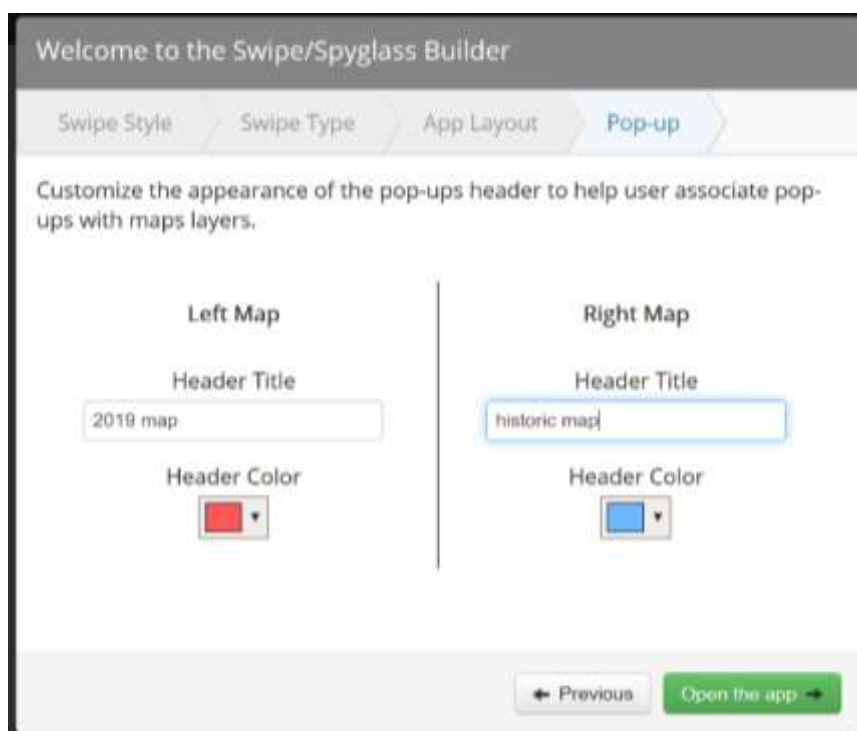 Welcome to the Swipe/Spyglass Builder
Swipe Style Swipe Type App Layout Pop-up
Customize the appearance of the pop-ups header to help user associate pop-
ups with maps layers.
Left Map Right Map
Header Title Header Title
2019 map historic map
Header Color Header Color
Previous Open the app